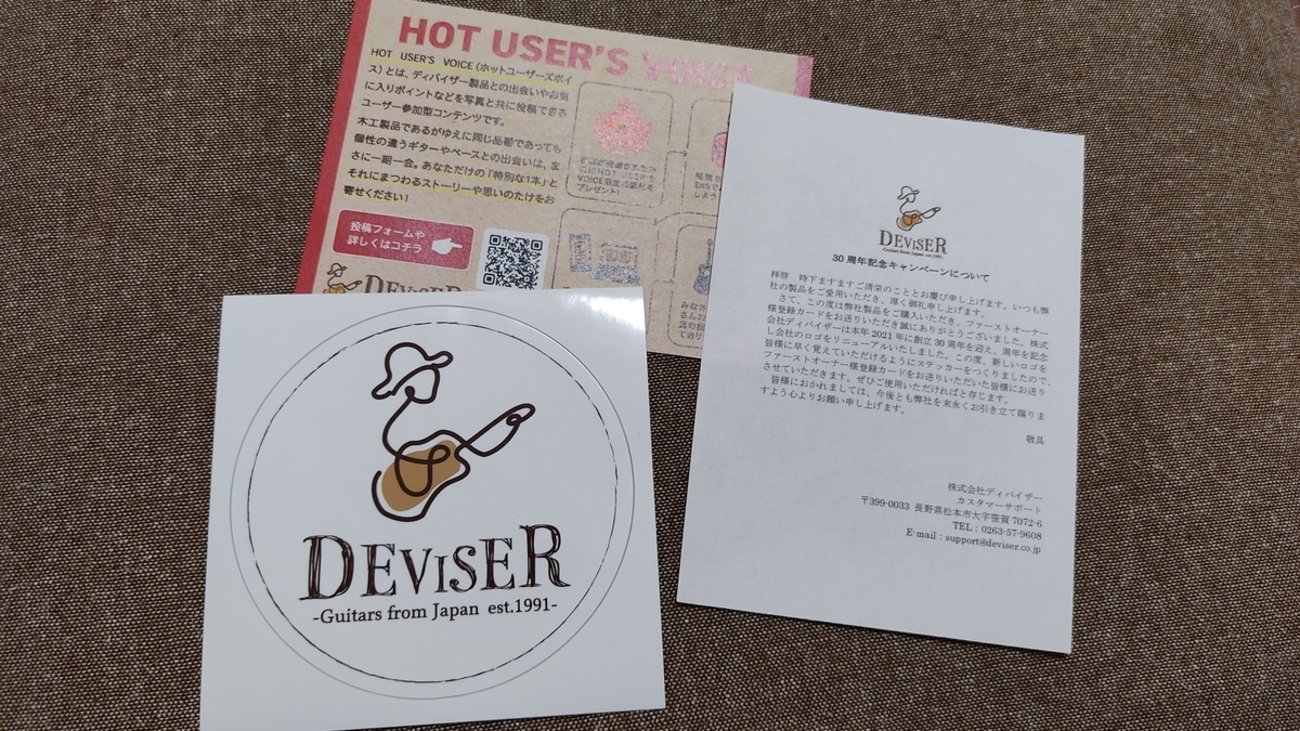 HOT USER'S VOICE
HOT USER'S VOICE（ホットユーザーズボイ
ス）とは、ディバイザー製品との出会いやお気
に入りポイントなどを写真と共に投稿できる
ユーザー参加型コンテンツです。
木工製品であるがゆえに同じ品番であっても
個性の違うギターやベースとの出会いは、ま
さに一期一会。あなただけの「特別な1本」と
それにまつわるストーリーや思いのたけをお
寄せください！
VOICE限定の
プレゼント！
投稿フォームや
詳しくはコチラ
DEVISER
みなさ
DEVISER
-Guitars from Japan est.1991-
DEVISER
-Guitars from Japan est.1991-
30周年記念キャンペーンについて
拝啓　時下ますますご清栄のこととお慶び申し上げます。いつも弊
社の製品をご愛用いただき、厚く御礼申し上げます。
さて、この度は弊社製品をご購入いただき、ファーストオーナー
様登録カードをお送りいただき誠にありがとうございました。株式
会社ディバイザーは本年2021年に創立30周年を迎え、周年を記念
し会社のロゴをリニューアルいたしました。この度、新しいロゴを
皆様に早く覚えていただけるようにステッカーをつくりましたので、
ファーストオーナー様登録カードをお送りいただいた皆様にお送り
させていただきます。ぜひご使用いただければと存じます。
皆様におかれましては、今後とも弊社を末永くお引き立て賜りま
すよう心よりお願い申し上げます。
敬具
株式会社ディバイザー
カスタマーサポート
〒399-0033 長野県松本市大字笹賀7072-6
TEL：0263-57-9608
E-mail：support@deviser.co.jp